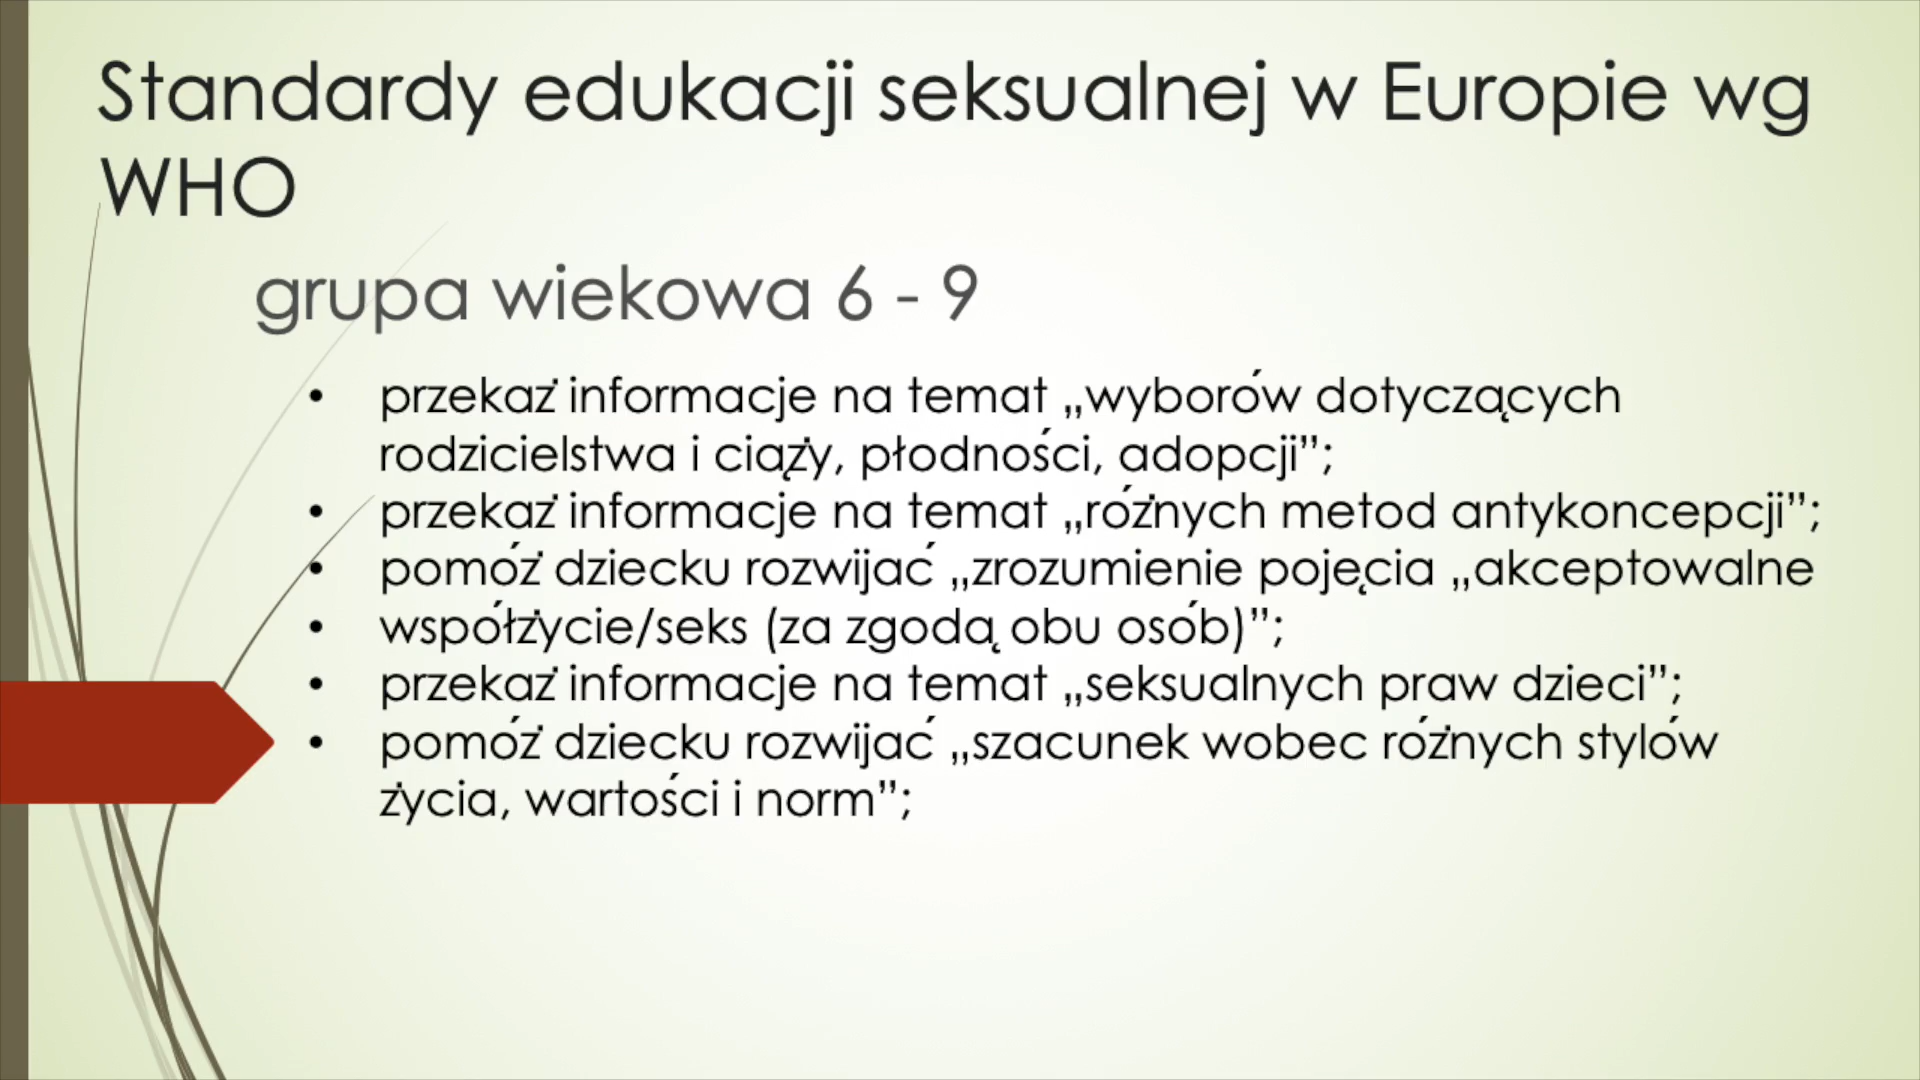 Standardy edukacji seksualnej w Europie wg
WHO
grupa wiekowa 6 - 9
• przekaż informacje na temat „wyborów dotyczących
rodzicielstwa i ciąży, płodności, adopcji”;
• przekaż informacje na temat „różnych metod antykoncepcji”;
• pomóż dziecku rozwijać „zrozumienie pojęcia „akceptowalne
• współżycie/seks (za zgodą obu osób)”;
• przekaż informacje na temat „seksualnych praw dzieci”;
• pomóż dziecku rozwijać „szacunek wobec różnych stylów
życia, wartości i norm”;